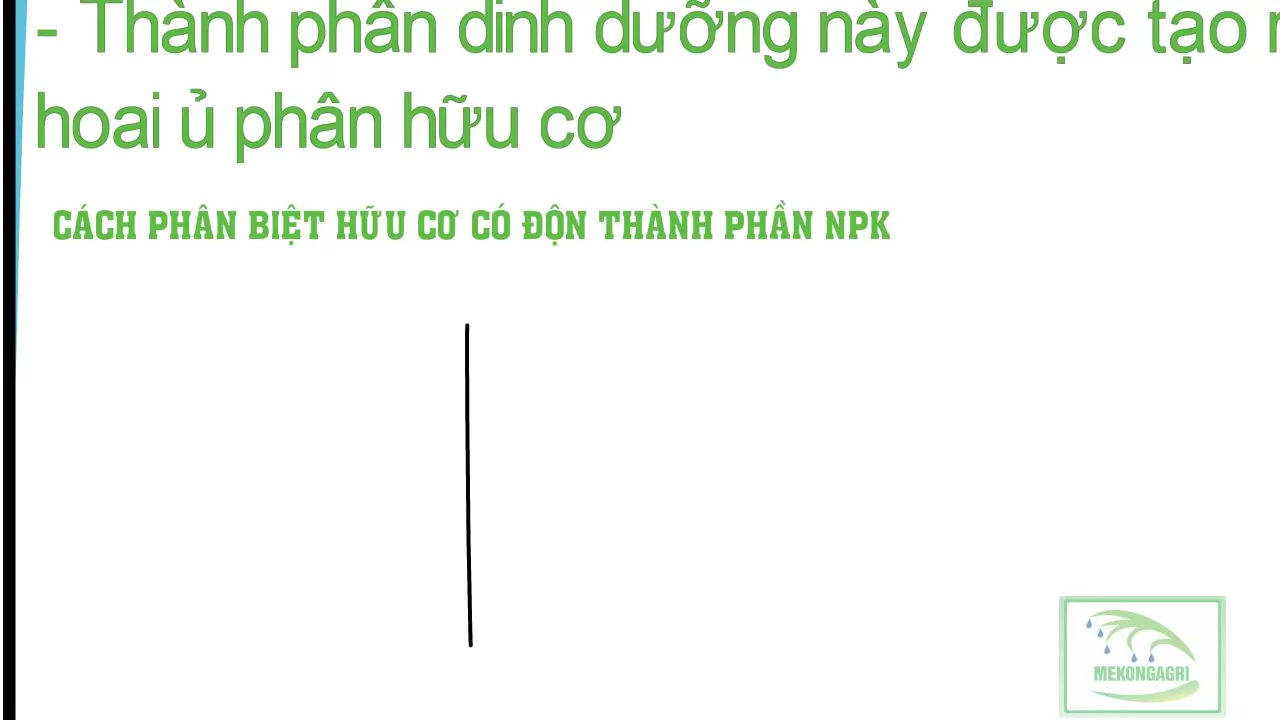 - Thành phần dinh dưỡng này được tạo
hoai ủ phân hữu cơ
CÁCH PHÂN BIỆT HỮU CƠ CÓ ĐỘN THÀNH PHẦN NPK
MEKONGAGRI